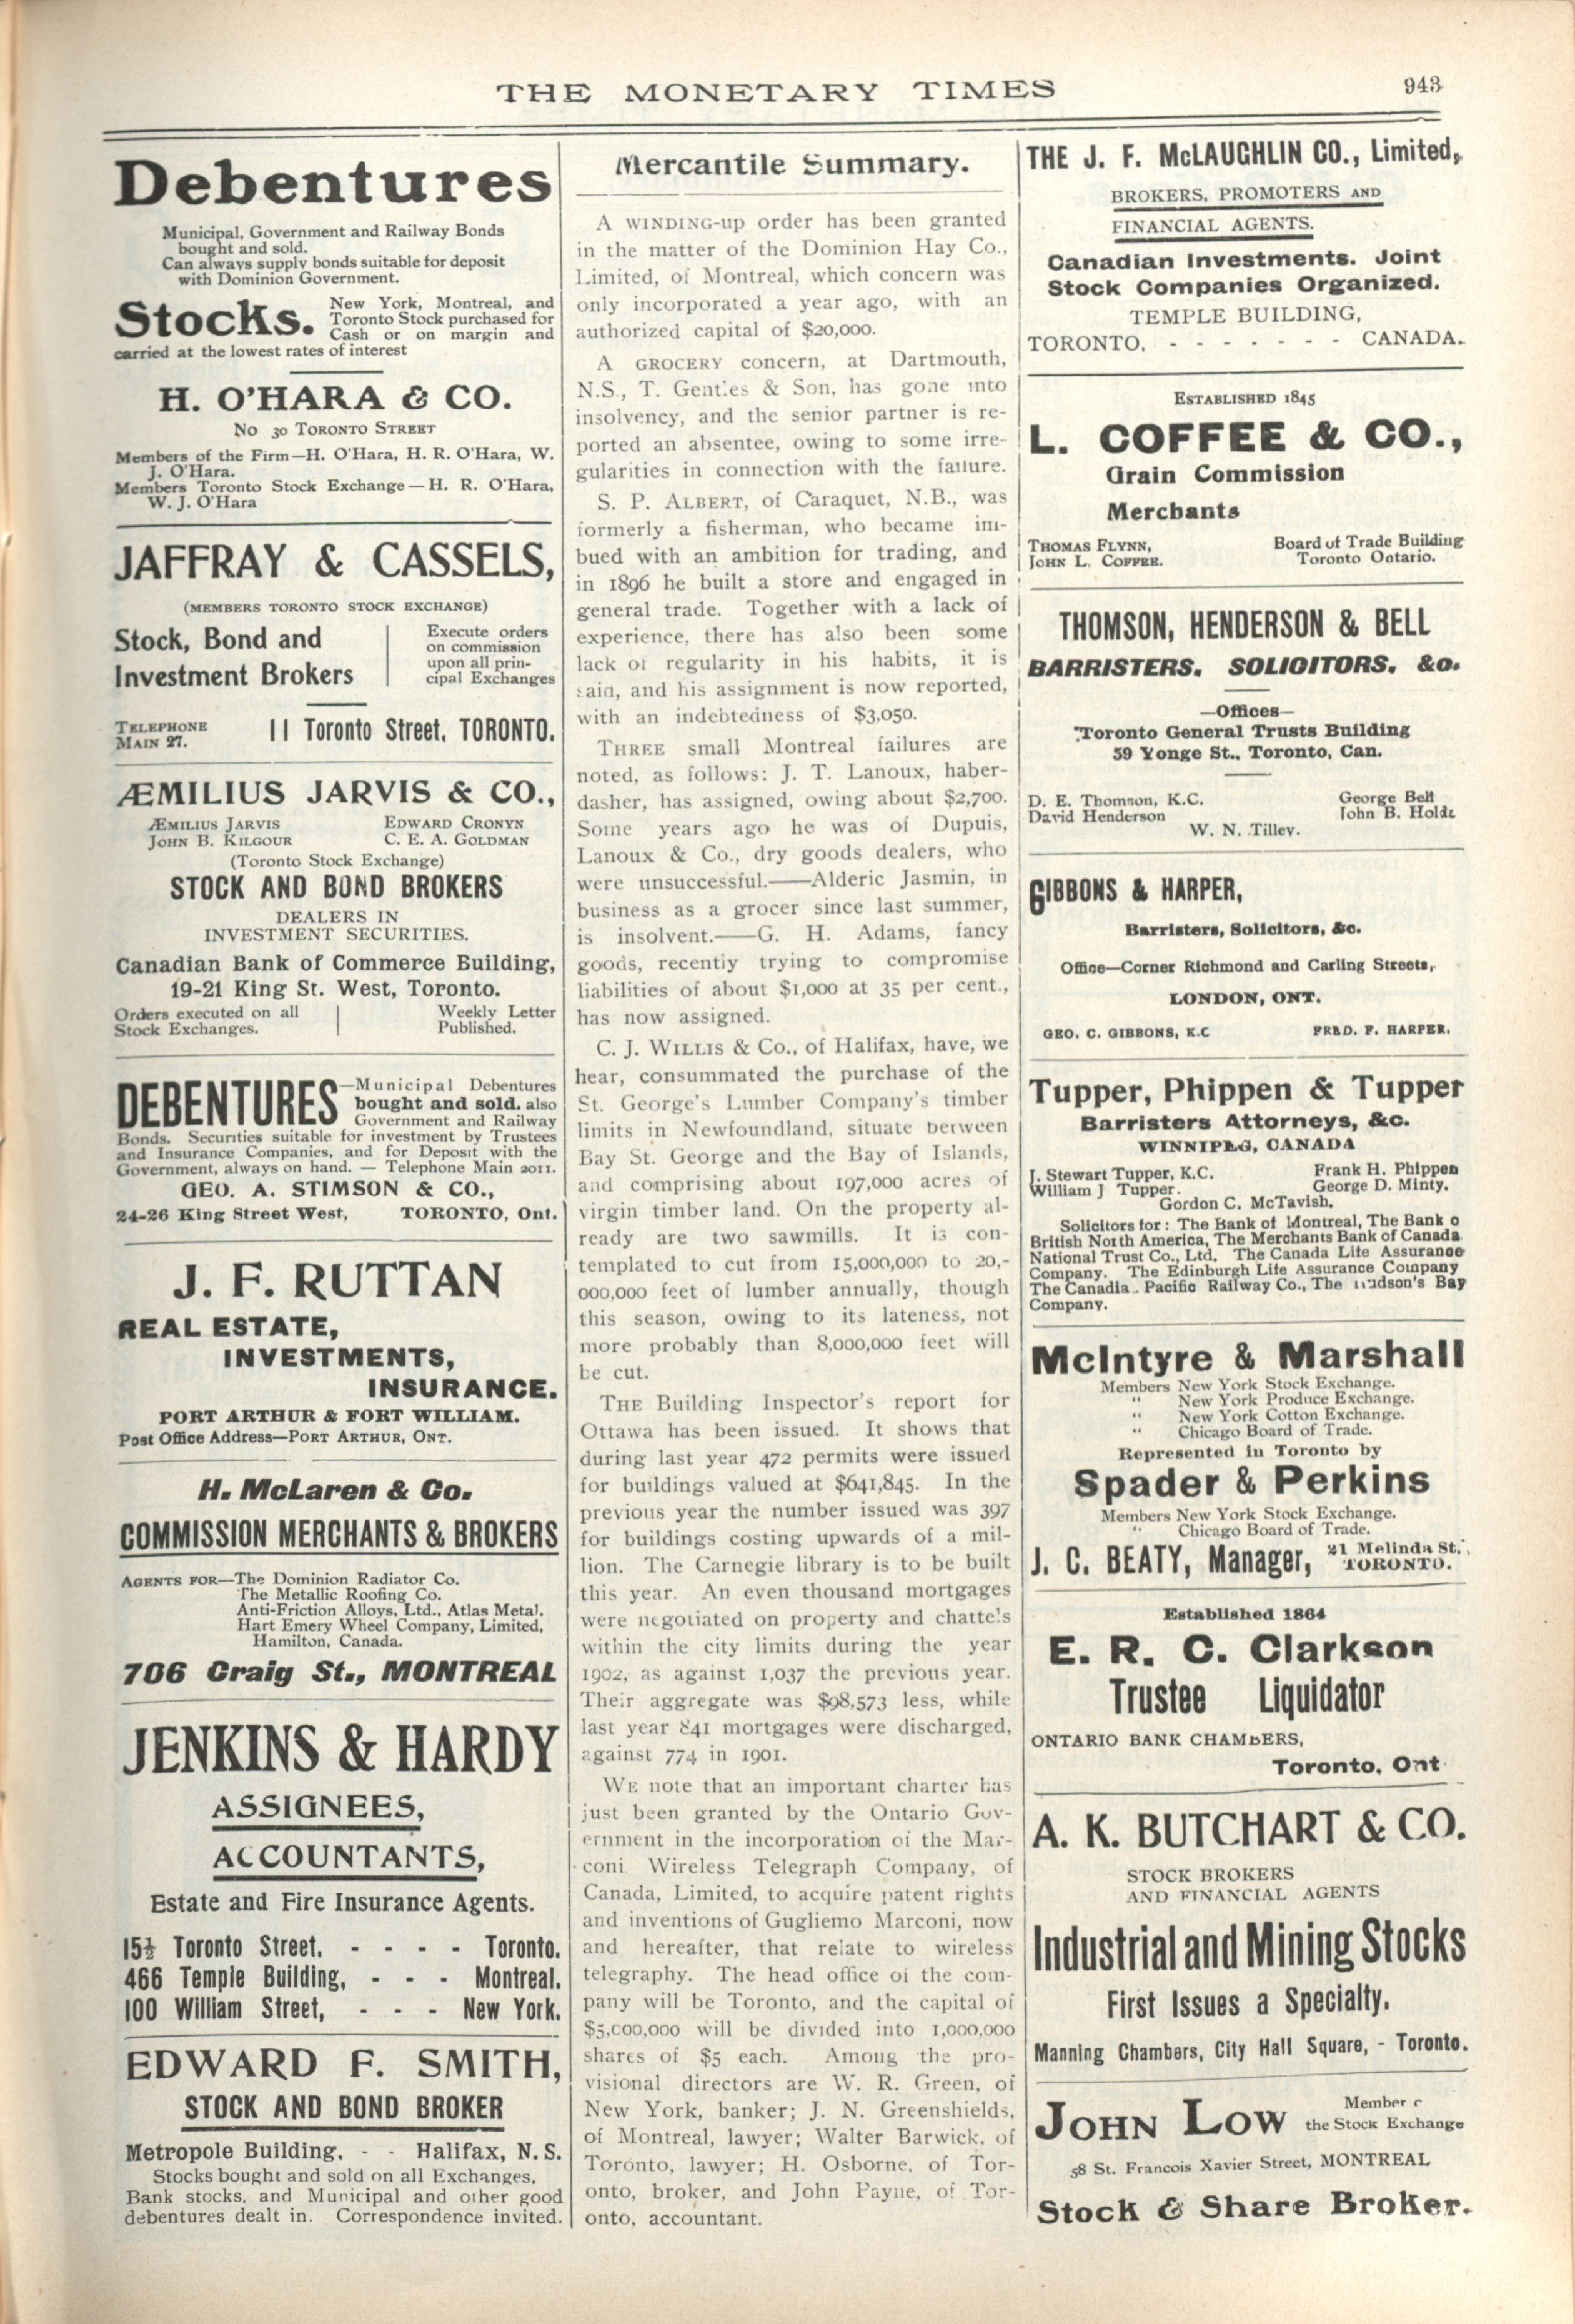 THE MONETARY TIMES
943
Debentures
Municipal, Government and Railway Bonds
bought and sold.
Can always supply bonds suitable for deposit
with Dominion Government.
Stocks.
New York, Montreal, and
Toronto Stock purchased for
Cash or on margin and
carried at the lowest rates of interest
H. O'HARA & CO.
No 30 TORONTO STREET
Members of the Firm—H. O'Hara, H. R. O'Hara, W.
J. O'Hara.
Members Toronto Stock Exchange—H. R. O'Hara,
W. J. O'Hara
JAFFRAY & CASSELS,
(MEMBERS TORONTO STOCK EXCHANGE)
Stock, Bond and
Investment Brokers
Execute orders
on commission
upon all prin-
cipal Exchanges
TELEPHONE
MAIN 27.
11 Toronto Street, TORONTO.
ÆMILIUS JARVIS & CO.,
ÆMILIUS JARVIS EDWARD CRONYN
JOHN B. KILGOUR C. E. A. GOLDMAN
(Toronto Stock Exchange)
STOCK AND BOND BROKERS
DEALERS IN
INVESTMENT SECURITIES.
Canadian Bank of Commerce Building,
19-21 King St. West, Toronto.
Orders executed on all
Stock Exchanges.
Weekly Letter
Published.
DEBENTURES
—Municipal Debentures
bought and sold, also
Government and Railway
Bonds. Securities suitable for investment by Trustees
and Insurance Companies, and for Deposit with the
Government, always on hand. — Telephone Main 2011.
GEO. A. STIMSON & CO.,
24-26 King Street West, TORONTO, Ont.
J. F. RUTTAN
REAL ESTATE,
INVESTMENTS,
INSURANCE.
PORT ARTHUR & FORT WILLIAM.
Post Office Address—PORT ARTHUR, ONT.
H. McLaren & Co.
COMMISSION MERCHANTS & BROKERS
AGENTS FOR—The Dominion Radiator Co.
The Metallic Roofing Co.
Anti-Friction Alloys, Ltd., Atlas Metal.
Hart Emery Wheel Company, Limited,
Hamilton, Canada.
706 Craig St., MONTREAL
JENKINS & HARDY
ASSIGNEES,
ACCOUNTANTS,
Estate and Fire Insurance Agents.
15½ Toronto Street, - - - - Toronto.
466 Temple Building, - - - Montreal.
100 William Street, - - - New York.
EDWARD F. SMITH,
STOCK AND BOND BROKER
Metropole Building, - - Halifax, N. S.
Stocks bought and sold on all Exchanges.
Bank stocks, and Municipal and other good
debentures dealt in. Correspondence invited.
Mercantile Summary.
A WINDING-up order has been granted
in the matter of the Dominion Hay Co.,
Limited, of Montreal, which concern was
only incorporated a year ago, with an
authorized capital of $20,000.
A GROCERY concern, at Dartmouth,
N.S., T. Gentles & Son, has gone into
insolvency, and the senior partner is re-
ported an absentee, owing to some irre-
gularities in connection with the failure.
S. P. ALBERT, of Caraquet, N.B., was
formerly a fisherman, who became im-
bued with an ambition for trading, and
in 1896 he built a store and engaged in
general trade. Together with a lack of
experience, there has also been some
lack of regularity in his habits, it is
said, and his assignment is now reported,
with an indebtedness of $3,050.
THREE small Montreal failures are
noted, as follows: J. T. Lanoux, haber-
dasher, has assigned, owing about $2,700.
Some years ago he was of Dupuis,
Lanoux & Co., dry goods dealers, who
were unsuccessful.——Alderic Jasmin, in
business as a grocer since last summer,
is insolvent.——G. H. Adams, fancy
goods, recently trying to compromise
liabilities of about $1,000 at 35 per cent.,
has now assigned.
C. J. WILLIS & Co., of Halifax, have, we
hear, consummated the purchase of the
St. George's Lumber Company's timber
limits in Newfoundland, situate between
Bay St. George and the Bay of Islands,
and comprising about 197,000 acres of
virgin timber land. On the property al-
ready are two sawmills. It is con-
templated to cut from 15,000,000 to 20,-
000,000 feet of lumber annually, though
this season, owing to its lateness, not
more probably than 8,000,000 feet will
be cut.
THE Building Inspector's report for
Ottawa has been issued. It shows that
during last year 472 permits were issued
for buildings valued at $641,845. In the
previous year the number issued was 397
for buildings costing upwards of a mil-
lion. The Carnegie library is to be built
this year. An even thousand mortgages
were negotiated on property and chattels
within the city limits during the year
1902, as against 1,037 the previous year.
Their aggregate was $98,573 less, while
last year 841 mortgages were discharged,
against 774 in 1901.
WE note that an important charter has
just been granted by the Ontario Gov-
ernment in the incorporation of the Mar-
coni Wireless Telegraph Company, of
Canada, Limited, to acquire patent rights
and inventions of Gugliemo Marconi, now
and hereafter, that relate to wireless
telegraphy. The head office of the com-
pany will be Toronto, and the capital of
$5,000,000 will be divided into 1,000,000
shares of $5 each. Among the pro-
visional directors are W. R. Green, of
New York, banker; J. N. Greenshields,
of Montreal, lawyer; Walter Barwick, of
Toronto, lawyer; H. Osborne, of Tor-
onto, broker, and John Payne, of Tor-
onto, accountant.
THE J. F. McLAUGHLIN CO., Limited,
BROKERS, PROMOTERS AND
FINANCIAL AGENTS.
Canadian Investments. Joint
Stock Companies Organized.
TEMPLE BUILDING,
TORONTO, - - - - - - - CANADA.
ESTABLISHED 1845
L. COFFEE & CO.,
Grain Commission
Merchants
THOMAS FLYNN,
JOHN L. COFFEE.
Board of Trade Building
Toronto Ontario.
THOMSON, HENDERSON & BELL
BARRISTERS, SOLICITORS, &c.
—Offices—
Toronto General Trusts Building
59 Yonge St., Toronto, Can.
D. E. Thomson, K.C. George Bell
David Henderson John B. Holde
W. N. Tilley.
GIBBONS & HARPER,
Barristers, Solicitors, &c.
Office—Corner Richmond and Carling Streets,
LONDON, ONT.
GEO. C. GIBBONS, K.C FRED. F. HARPER.
Tupper, Phippen & Tupper
Barristers Attorneys, &c.
WINNIPEG, CANADA
J. Stewart Tupper, K.C. Frank H. Phippen
William J Tupper. George D. Minty.
Gordon C. McTavish.
Solicitors for: The Bank of Montreal, The Bank o
British North America, The Merchants Bank of Canada
National Trust Co., Ltd. The Canada Life Assurance
Company. The Edinburgh Life Assurance Company
The Canadia. Pacific Railway Co., The Hudson's Bay
Company.
McIntyre & Marshall
Members New York Stock Exchange.
" New York Produce Exchange.
" New York Cotton Exchange.
" Chicago Board of Trade.
Represented in Toronto by
Spader & Perkins
Members New York Stock Exchange.
" Chicago Board of Trade.
J. C. BEATY, Manager, 21 Melinda St.,
TORONTO.
Established 1864
E. R. C. Clarkson
Trustee Liquidator
ONTARIO BANK CHAMBERS,
Toronto, Ont
A. K. BUTCHART & CO.
STOCK BROKERS
AND FINANCIAL AGENTS
Industrial and Mining Stocks
First Issues a Specialty.
Manning Chambers, City Hall Square, - Toronto.
JOHN LOW
Member
the Stock Exchange
58 St. Francois Xavier Street, MONTREAL
Stock & Share Broker.